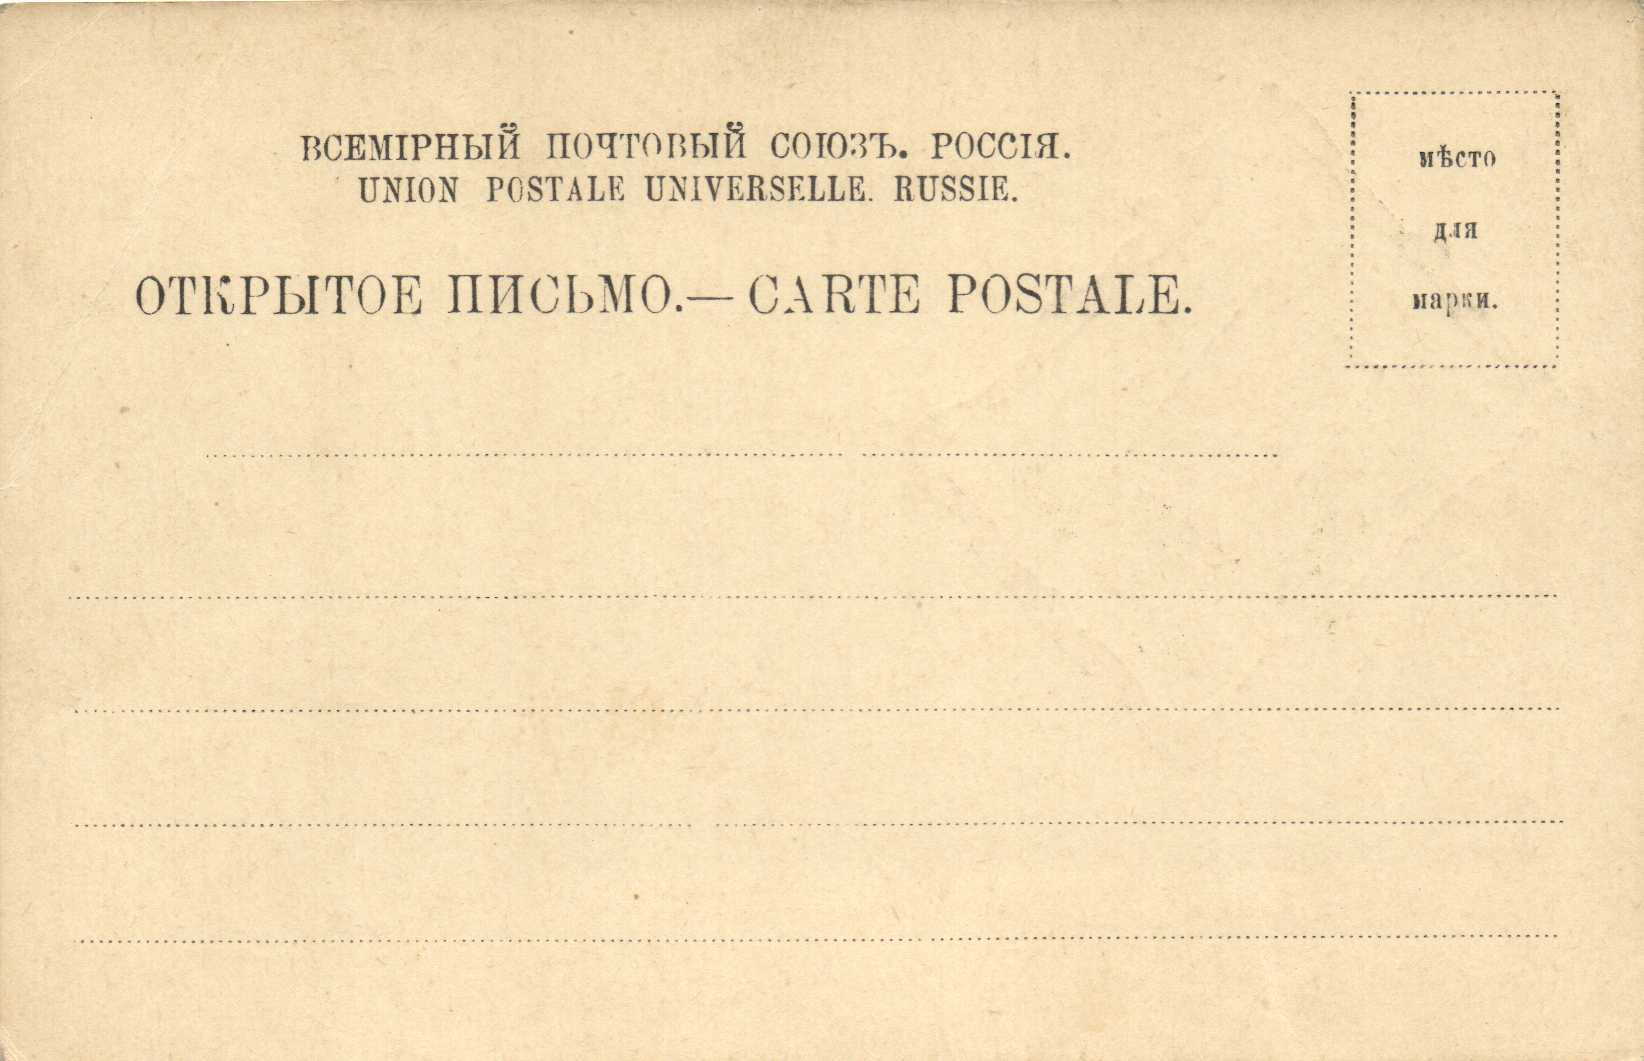 ВСЕМІРНЫЙ ПОЧТОВЫЙ СОЮЗЪ. РОССІЯ.
UNION POSTALE UNIVERSELLE. RUSSIE.
ОТКРЫТОЕ ПИСЬМО.— CARTE POSTALE.
мѣсто
для
марки.